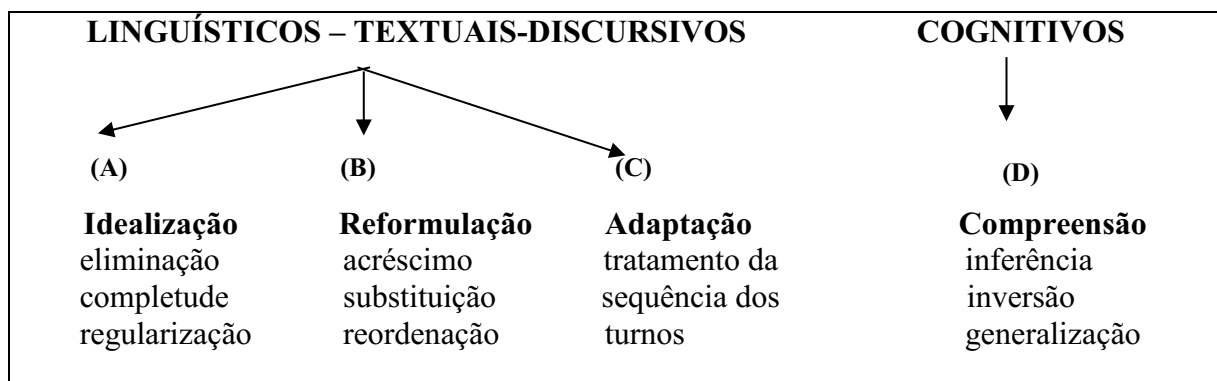 LINGUÍSTICOS – TEXTUAIS-DISCURSIVOS COGNITIVOS
(A) (B) (C) (D)
Idealização Reformulação Adaptação Compreensão
eliminação acréscimo tratamento da inferência
completude substituição sequência dos inversão
regularização reordenação turnos generalização